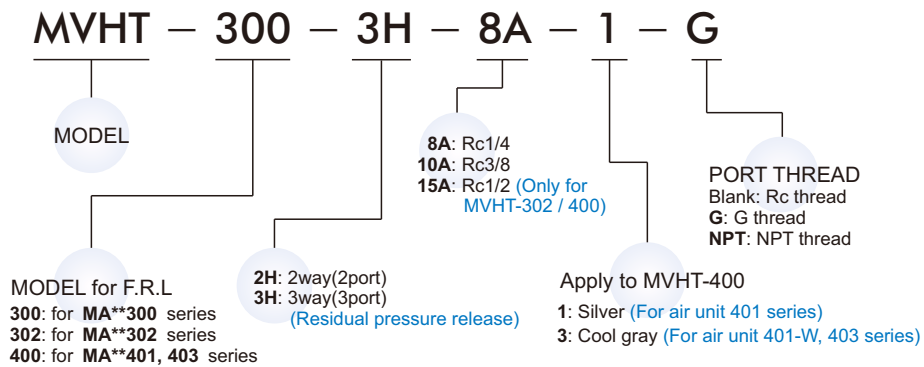 MVHT – 300 – 3H – 8A – 1 – G
MODEL
8A: Rc1/4
10A: Rc3/8
15A: Rc1/2 (Only for
MVHT-302 / 400)
PORT THREAD
Blank: Rc thread
G: G thread
NPT: NPT thread
MODEL for F.R.L
300: for MA**300 series
302: for MA**302 series
400: for MA**401, 403 series
2H: 2way(2port)
3H: 3way(3port)
(Residual pressure release)
Apply to MVHT-400
1: Silver (For air unit 401 series)
3: Cool gray (For air unit 401-W, 403 series)